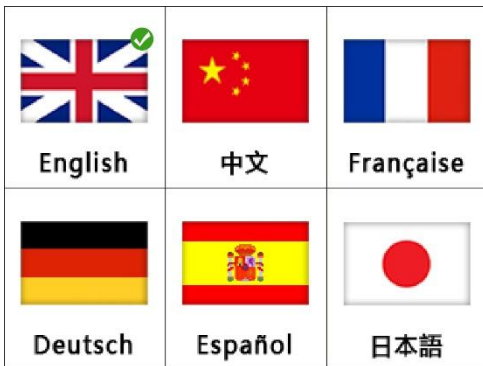 English
中文
Française
Deutsch
Español
日本語